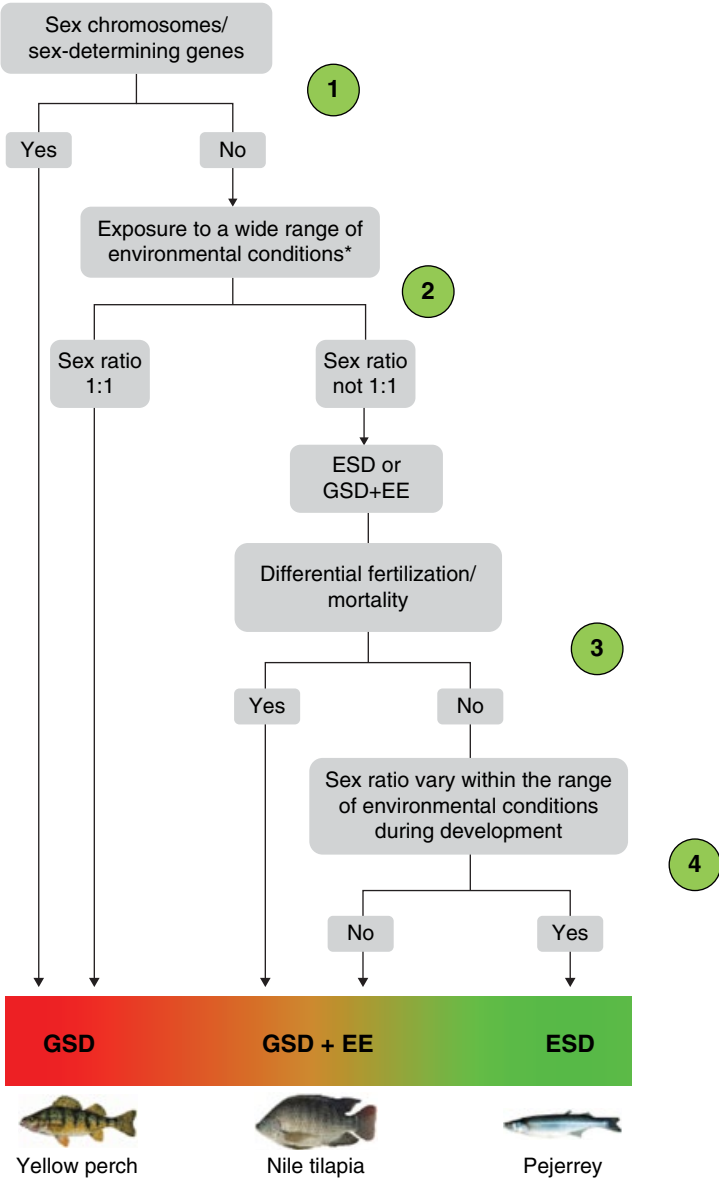 Sex chromosomes/
sex-determining genes
1
Yes
No
Exposure to a wide range of
environmental conditions*
2
Sex ratio
1:1
Sex ratio
not 1:1
ESD or
GSD+EE
Differential fertilization/
mortality
3
Yes
No
Sex ratio vary within the range
of environmental conditions
during development
4
No
Yes
GSD
GSD + EE
ESD
Yellow perch
Nile tilapia
Pejerrey